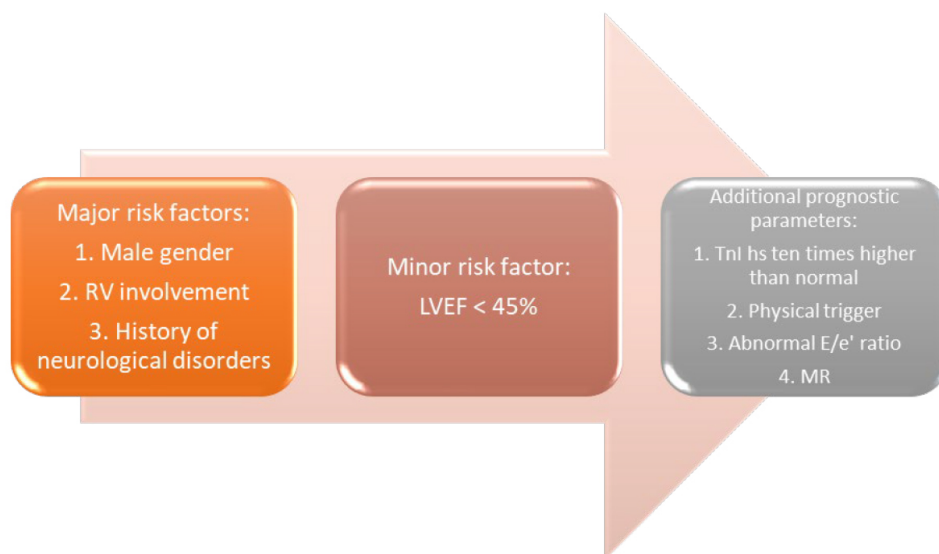 Major risk factors:
1. Male gender
2. RV involvement
3. History of
neurological disorders
Minor risk factor:
LVEF < 45%
Additional prognostic
parameters:
1. TnI hs ten times higher
than normal
2. Physical trigger
3. Abnormal E/e' ratio
4. MR